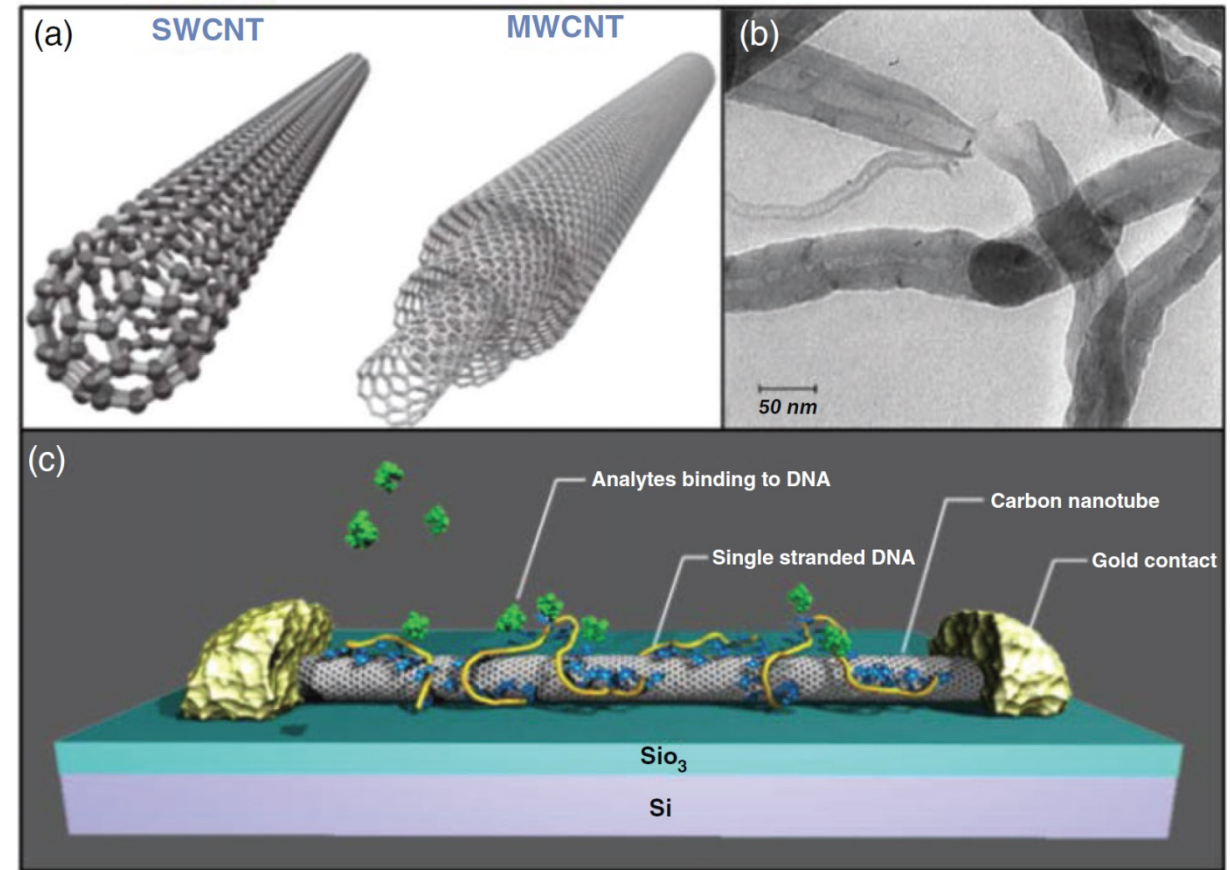 (a)
SWCNT
MWCNT
(b)
50 nm
(c)
Analytes binding to DNA
Carbon nanotube
Single stranded DNA
Gold contact
Sio₃
Si